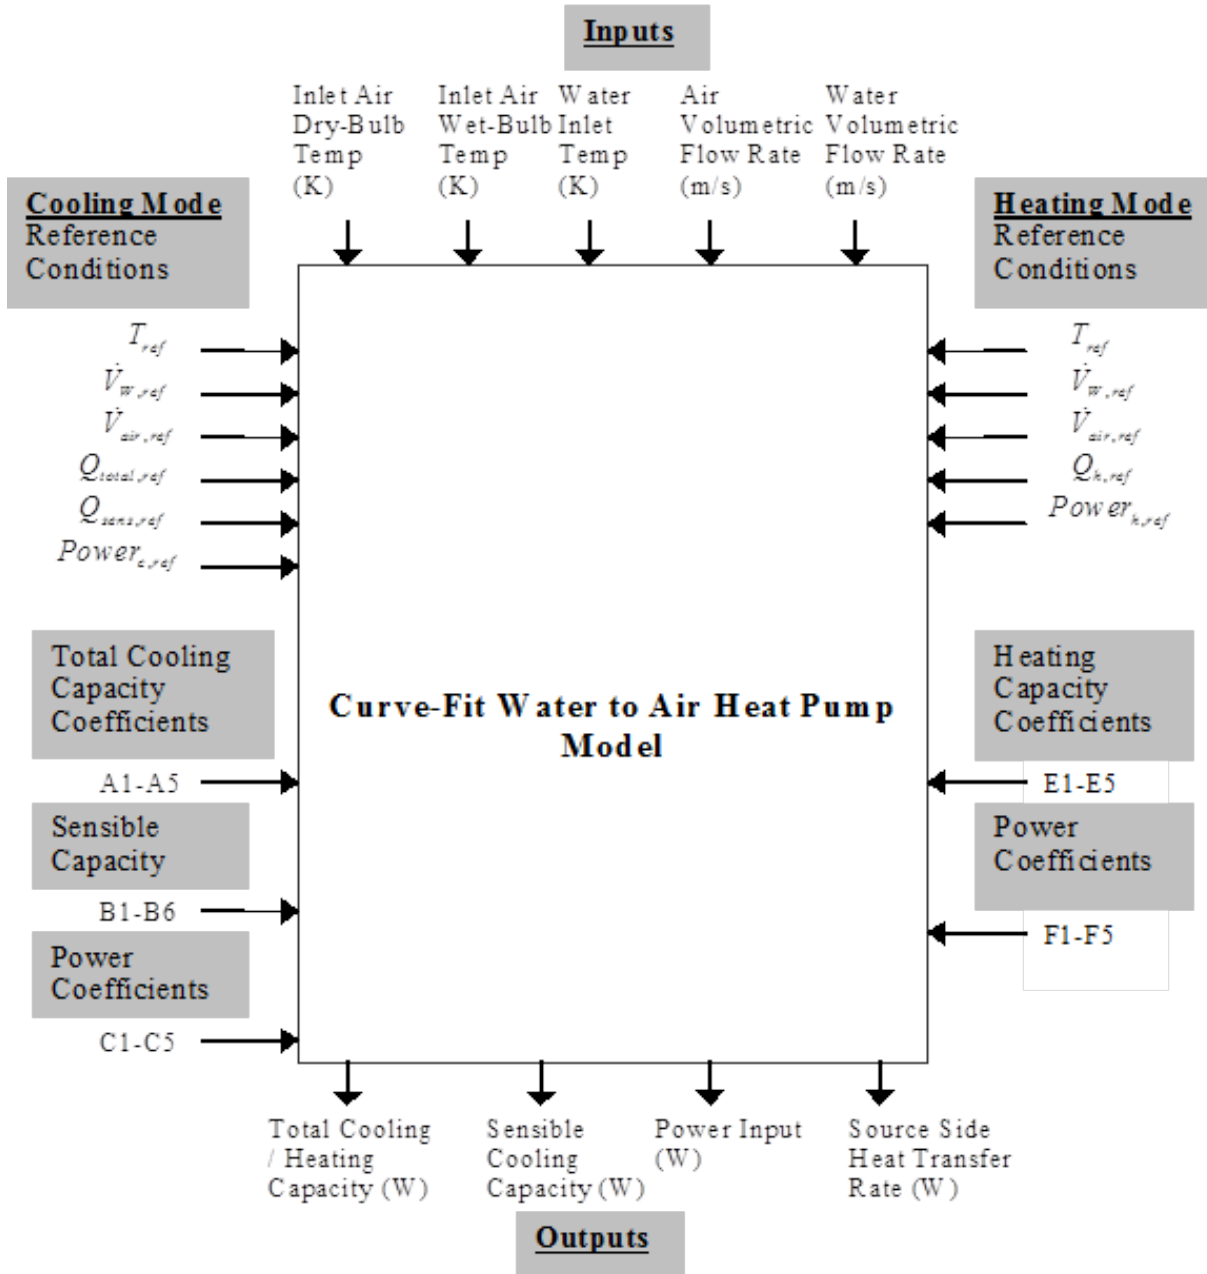 Inputs
Inlet Air
Dry-Bulb
Temp
(K)
Inlet Air
Wet-Bulb
Temp
(K)
Water
Inlet
Temp
(K)
Air
Volumetric
Flow Rate
(m/s)
Water
Volumetric
Flow Rate
(m/s)
Cooling Mode
Reference
Conditions
T_ref
V̇_W,ref
V̇_air,ref
Q_total,ref
Q_sens,ref
Power_c,ref
Total Cooling
Capacity
Coefficients
A1-A5
Sensible
Capacity
B1-B6
Power
Coefficients
C1-C5
Curve-Fit Water to Air Heat Pump
Model
Heating Mode
Reference
Conditions
T_ref
V̇_W,ref
V̇_air,ref
Q_h,ref
Power_h,ref
Heating
Capacity
Coefficients
E1-E5
Power
Coefficients
F1-F5
Total Cooling
/ Heating
Capacity (W)
Sensible
Cooling
Capacity (W)
Power Input
(W)
Source Side
Heat Transfer
Rate (W)
Outputs